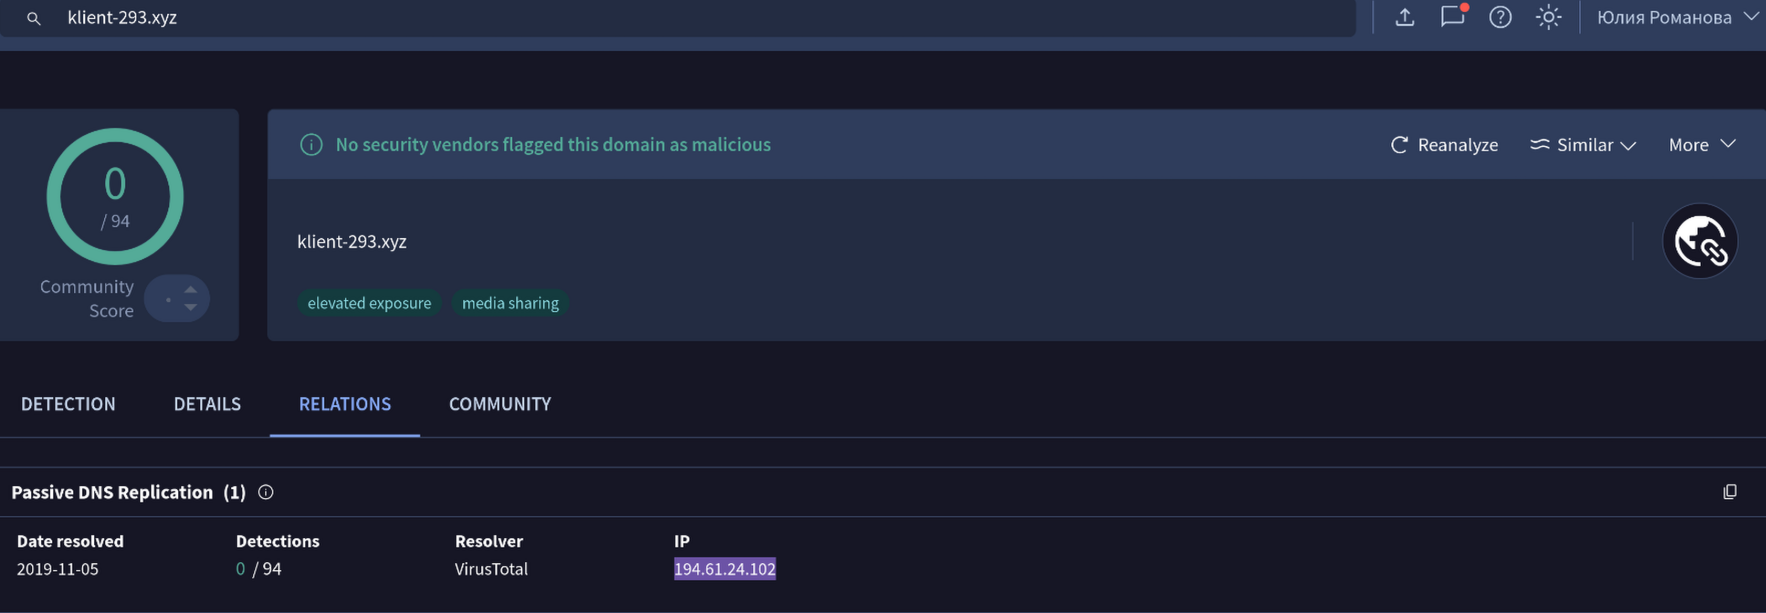 klient-293.xyz
Юлия Романова
0
/ 94
Community
Score
No security vendors flagged this domain as malicious
Reanalyze
Similar
More
klient-293.xyz
elevated exposure
media sharing
DETECTION
DETAILS
RELATIONS
COMMUNITY
Passive DNS Replication (1)
Date resolved Detections Resolver IP
2019-11-05 0 / 94 VirusTotal 194.61.24.102